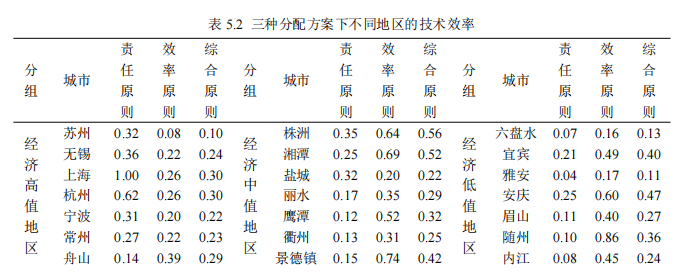 表 5.2 三种分配方案下不同地区的技术效率
分组 城市 责任原则 效率原则 综合原则 分组 城市 责任原则 效率原则 综合原则 分组 城市 责任原则 效率原则 综合原则
经济高值地区 苏州 0.32 0.08 0.10 经济中值地区 株洲 0.35 0.64 0.56 经济低值地区 六盘水 0.07 0.16 0.13
无锡 0.36 0.22 0.24 湘潭 0.25 0.69 0.52 宜宾 0.21 0.49 0.40
上海 1.00 0.26 0.30 盐城 0.32 0.20 0.22 雅安 0.04 0.17 0.11
杭州 0.62 0.26 0.30 丽水 0.17 0.35 0.29 安庆 0.25 0.60 0.47
宁波 0.31 0.20 0.22 鹰潭 0.12 0.52 0.32 眉山 0.11 0.40 0.27
常州 0.27 0.22 0.23 衢州 0.13 0.31 0.25 随州 0.10 0.86 0.36
舟山 0.14 0.39 0.29 景德镇 0.15 0.74 0.42 内江 0.08 0.45 0.24